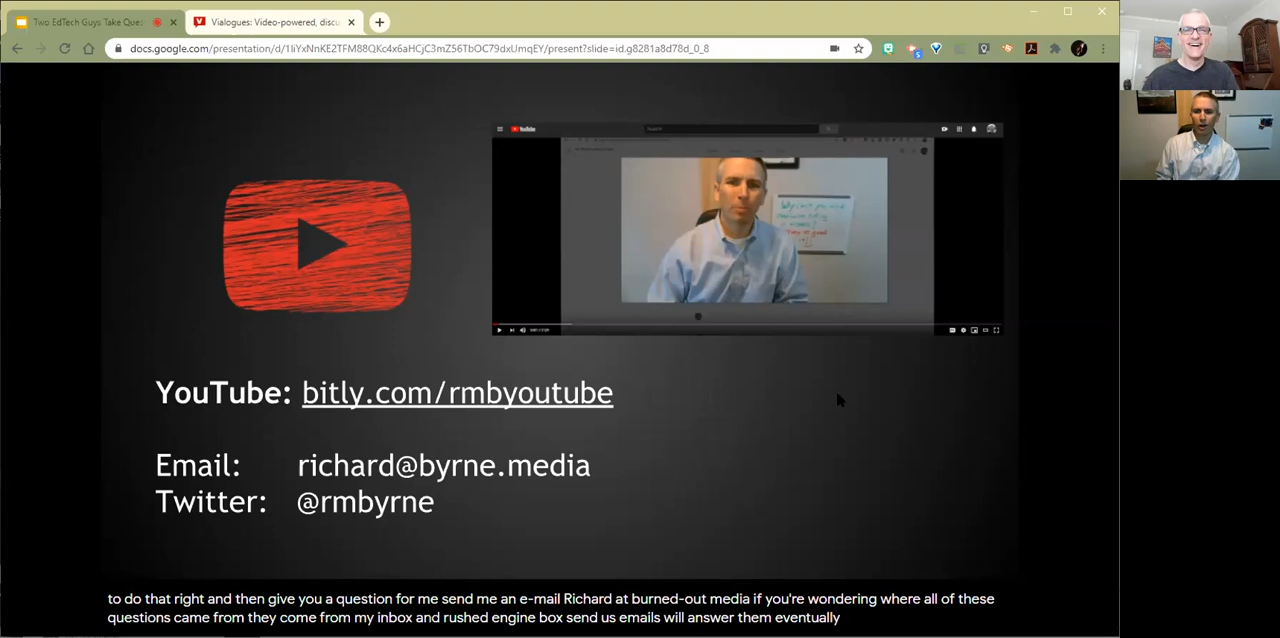 Two EdTech Guys Take Que
Vialogues: Video-powered, discu
docs.google.com/presentation/d/1liYxNnKE2TFM88QKc4x6aHCjC3mZ56TbOC79dxUmqEY/present?slide=id.g8281a8d78d_0_8
YouTube
Search
YouTube: bitly.com/rmbyoutube
Email: richard@byrne.media
Twitter: @rmbyrne
to do that right and then give you a question for me send me an e-mail Richard at burned-out media if you're wondering where all of these
questions came from they come from my inbox and rushed engine box send us emails will answer them eventually